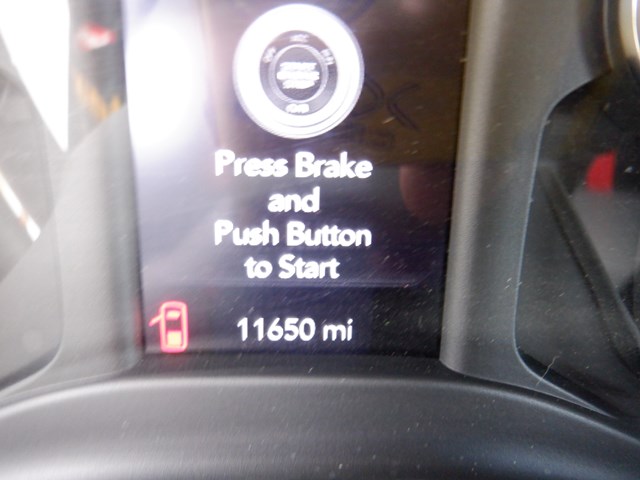 Press Brake
and
Push Button
to Start
11650 mi